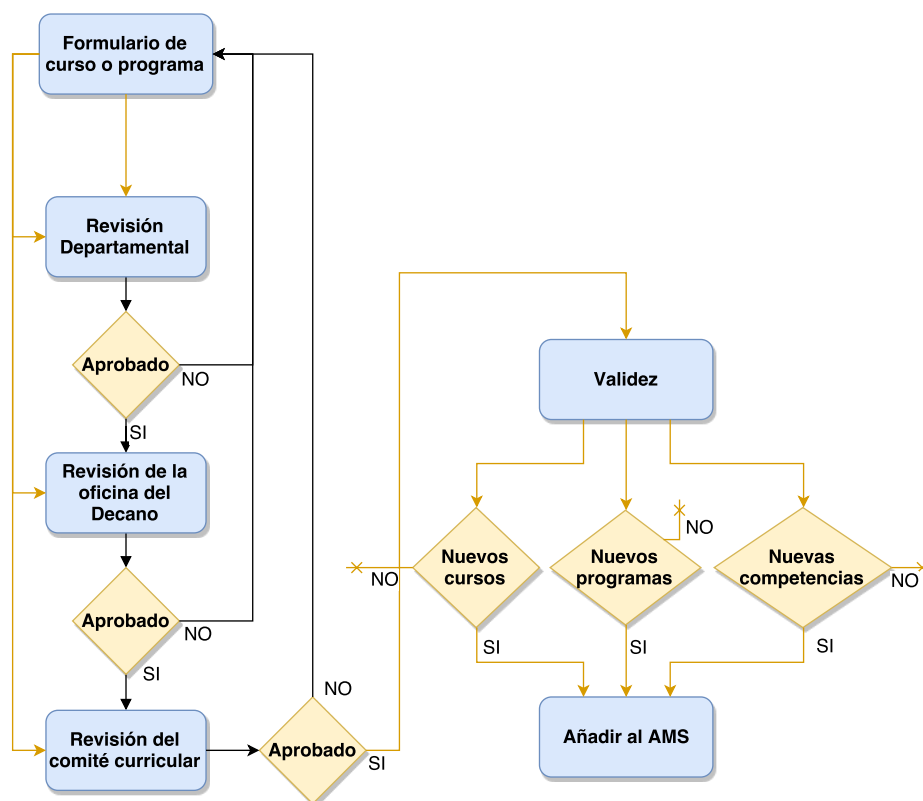 Formulario de
curso o programa
Revisión
Departamental
Aprobado
NO
SI
Revisión de la
oficina del
Decano
Aprobado
NO
SI
Revisión del
comité curricular
Aprobado
NO
SI
Validez
Nuevos
cursos
NO
SI
Nuevos
programas
NO
SI
Nuevas
competencias
NO
SI
Añadir al AMS